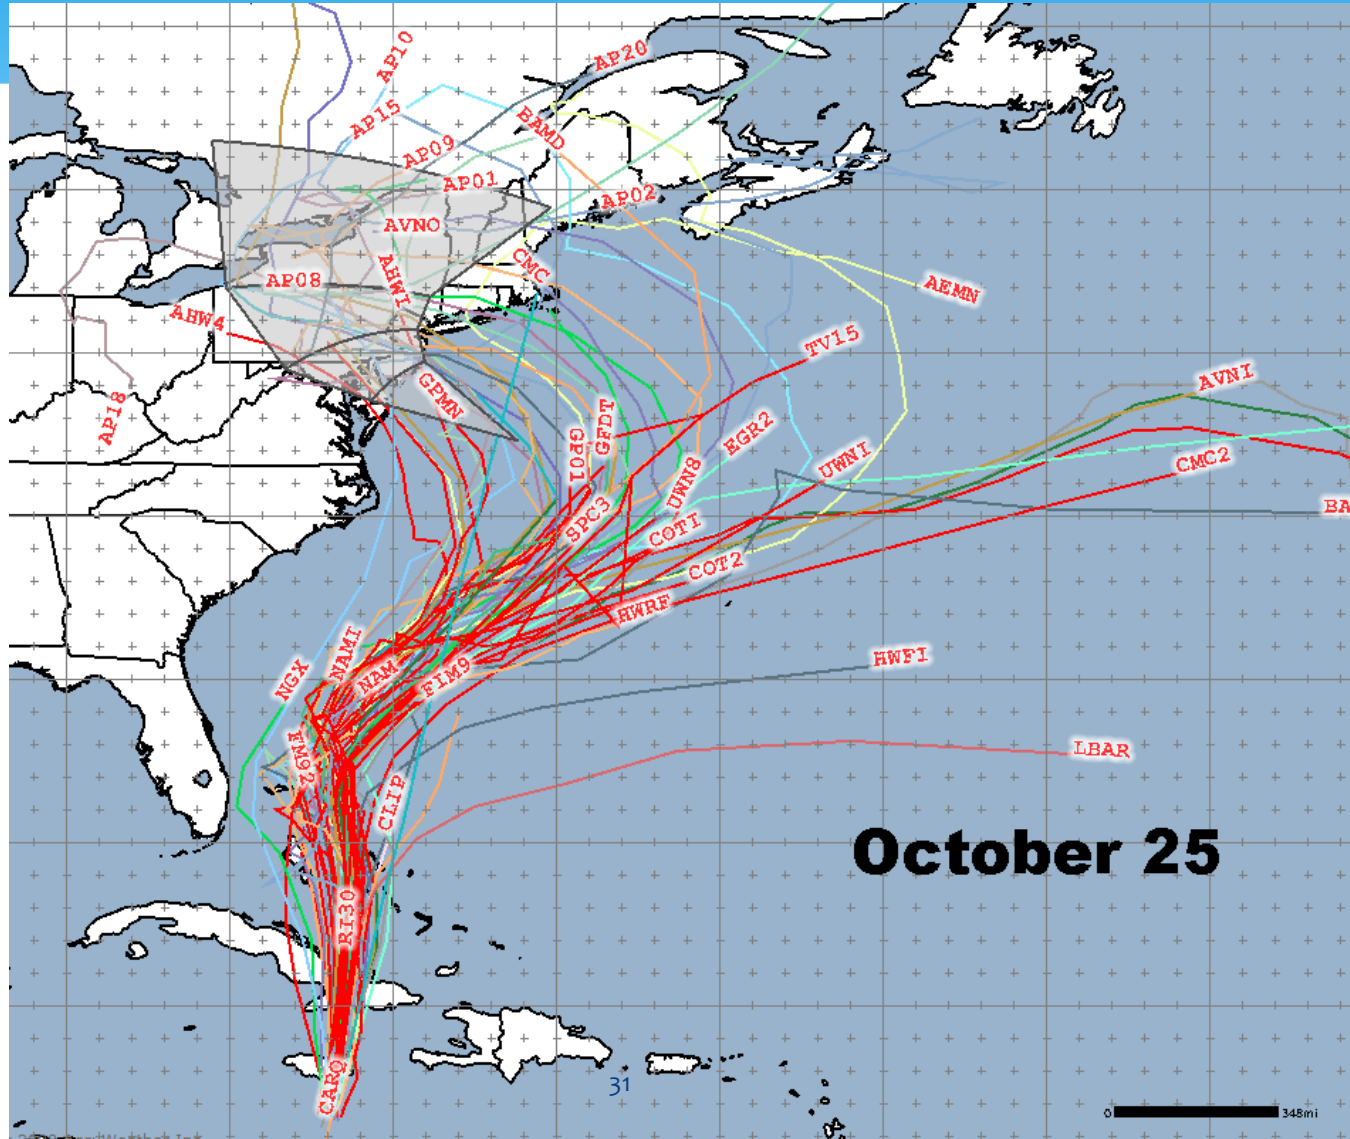 AP10
AP20
AP15
BAMD
AP09
AP01
AP02
AVNO
CMC
AHWI
AP08
AEMN
AHW4
TV15
AVNI
GPMN
AP18
GFDT
GP01
EGR2
UWNI
CMC2
UWN8
SPC3
BA
COTI
COT2
HWRF
NAMI
HWFI
NGX
NAM
FIM9
LBAR
FM92
CLIP
October 25
RI30
CARQ
31
0 348mi